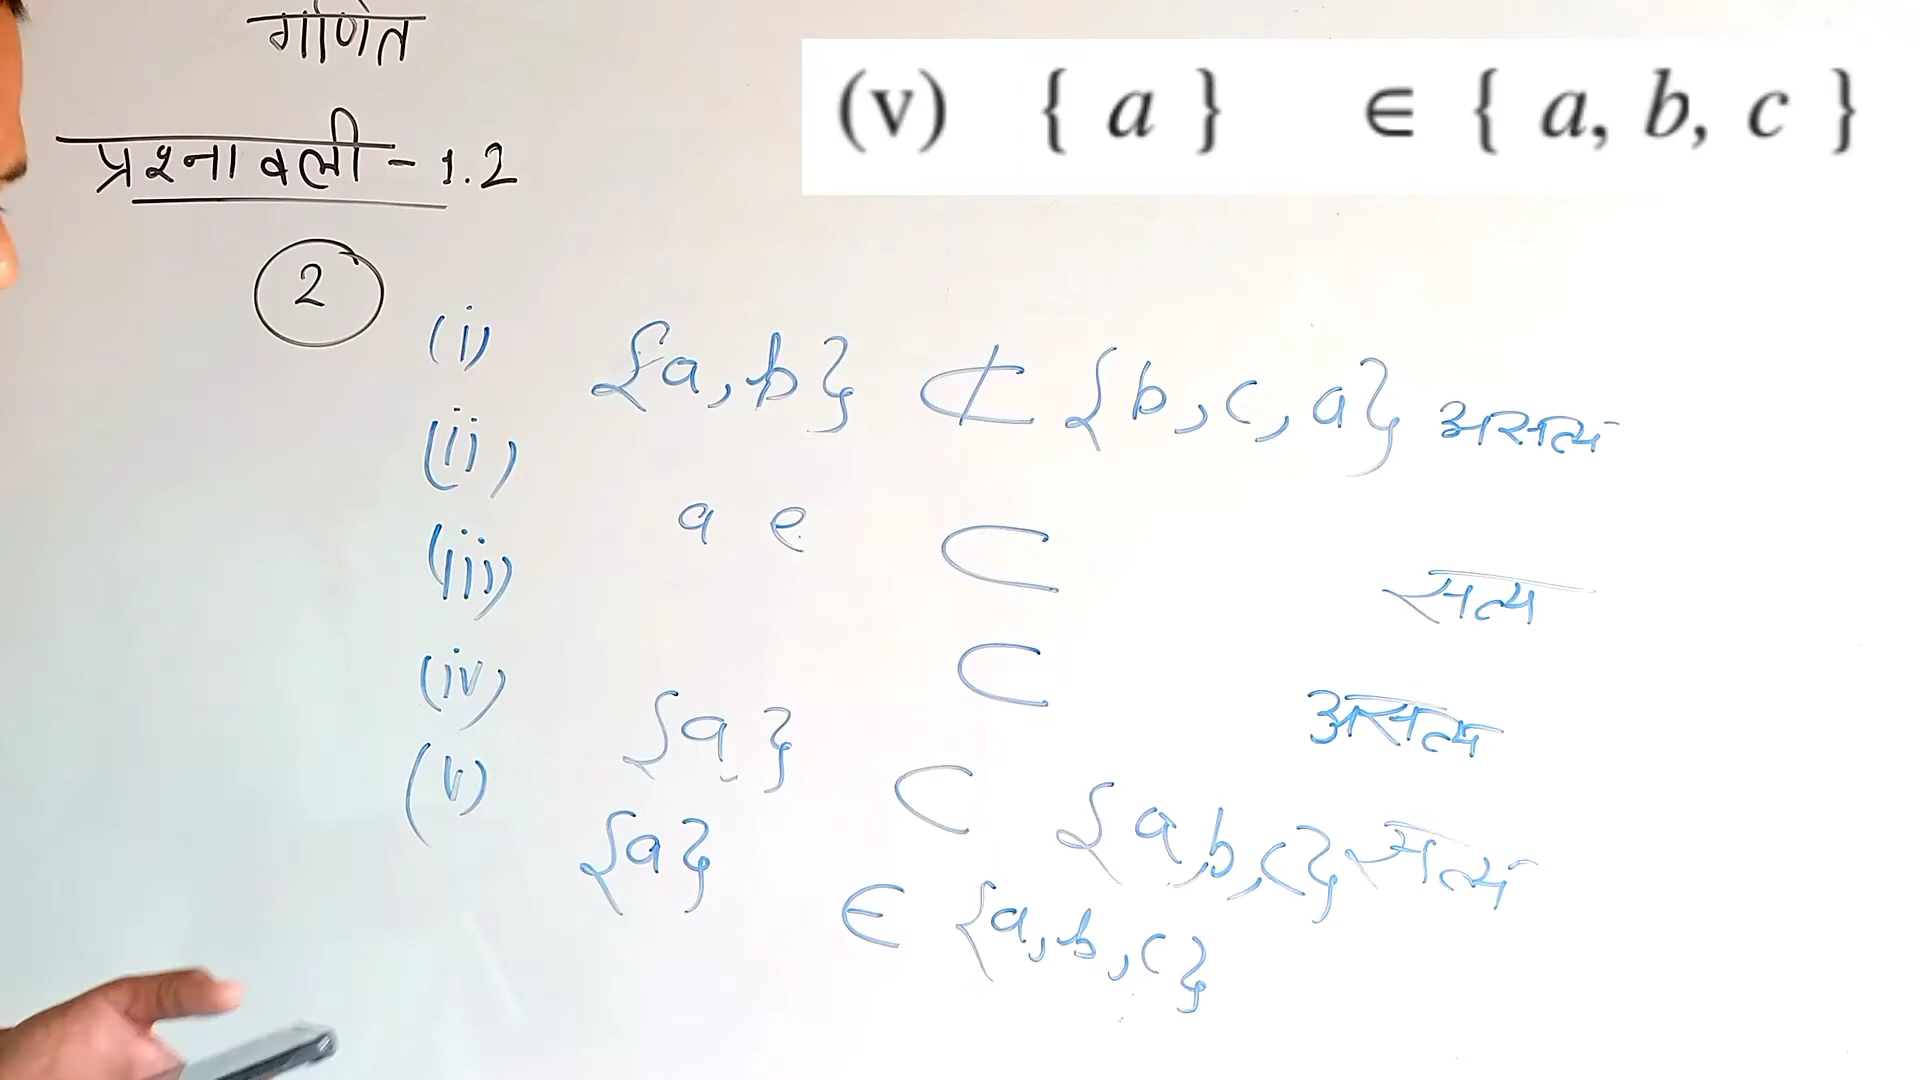 गणित
प्रश्नावली - 1.2
(v) { a } ∈ { a, b, c }
2
(i) {a, b} ⊄ {b, c, a} असत्य
(ii) a e ⊂
(iii) ⊂ सत्य
(iv) {a} ⊂ {a, b, c} सत्य
असत्य
(v) {a} ∈ {a, b, c}